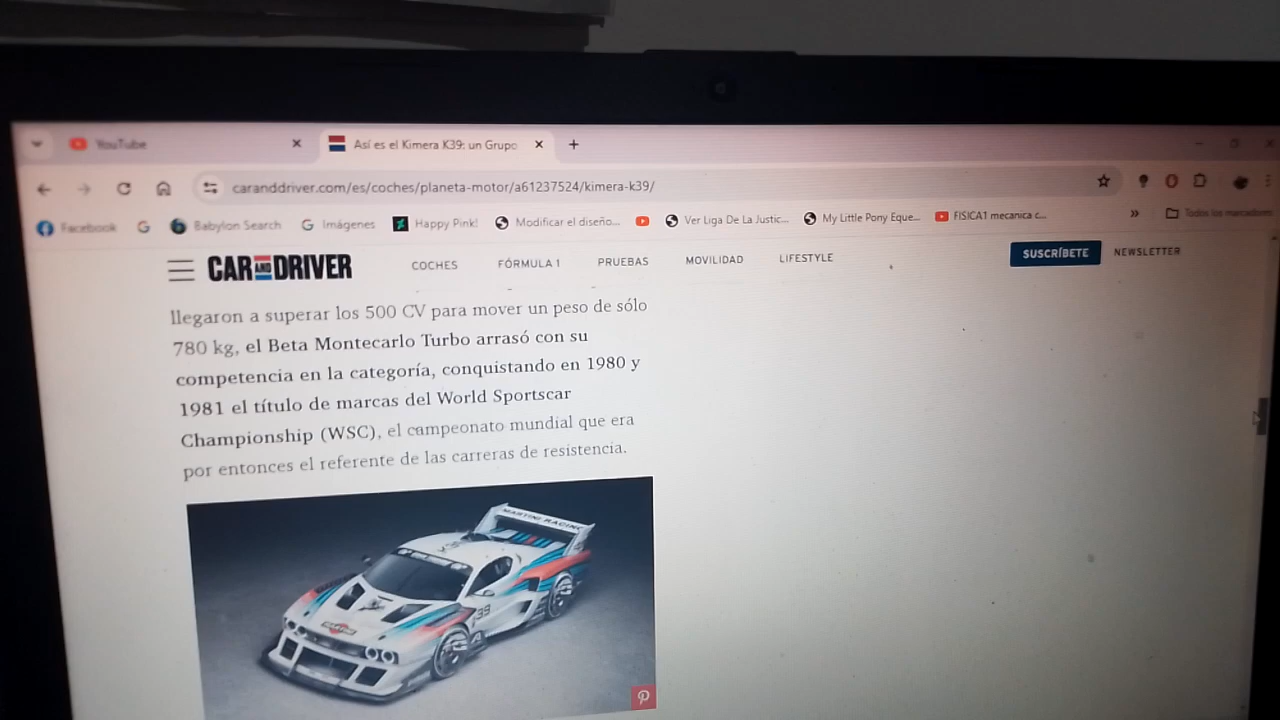 YouTube
Así es el Kimera K39: un Grupo
caranddriver.com/es/coches/planeta-motor/a61237524/kimera-k39/
Facebook
Babylon Search
Imágenes
Happy Pink!
Modificar el diseño...
Ver Liga De La Justic...
My Little Pony Eque...
FISICA1 mecanica c...
Todos los marcadores
CAR AND DRIVER
COCHES
FÓRMULA 1
PRUEBAS
MOVILIDAD
LIFESTYLE
SUSCRÍBETE
NEWSLETTER
llegaron a superar los 500 CV para mover un peso de sólo
780 kg, el Beta Montecarlo Turbo arrasó con su
competencia en la categoría, conquistando en 1980 y
1981 el título de marcas del World Sportscar
Championship (WSC), el campeonato mundial que era
por entonces el referente de las carreras de resistencia.
MARTINI RACING
K39
39
MARTINI